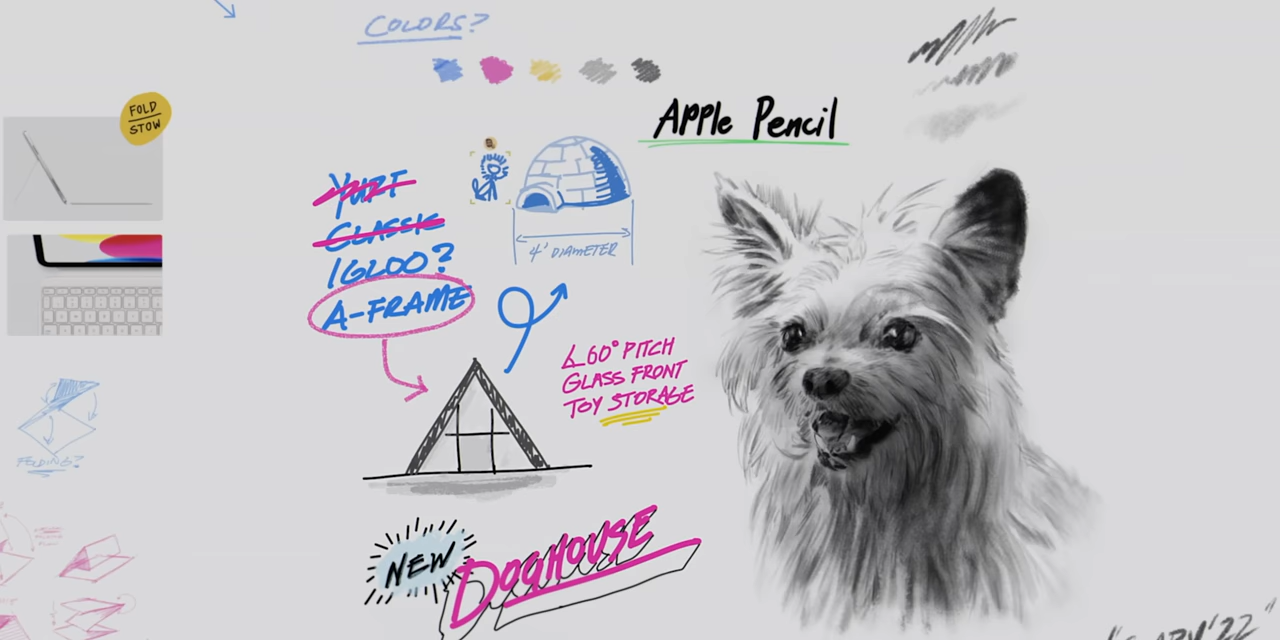 COLORS?
FOLD
STOW
Apple Pencil
YURT
CLASSIC
IGLOO?
A-FRAME
4' DIAMETER
∠60° PITCH
GLASS FRONT
TOY STORAGE
FOLDING?
NEW
DOGHOUSE